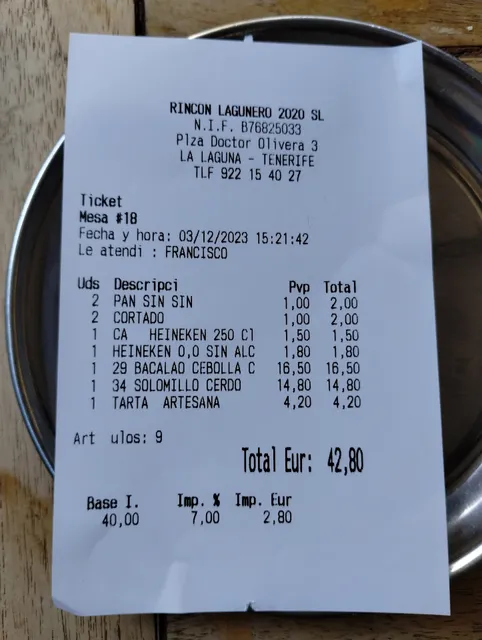 RINCON LAGUNERO 2020 SL
N.I.F. B76825033
Plza Doctor Olivera 3
LA LAGUNA - TENERIFE
TLF 922 15 40 27
Ticket
Mesa #18
Fecha y hora: 03/12/2023 15:21:42
Le atendi : FRANCISCO
Uds Descripci Pvp Total
2 PAN SIN SIN 1,00 2,00
2 CORTADO 1,00 2,00
1 CA HEINEKEN 250 Cl 1,50 1,50
1 HEINEKEN 0,0 SIN ALC 1,80 1,80
1 29 BACALAO CEBOLLA C 16,50 16,50
1 34 SOLOMILLO CERDO 14,80 14,80
1 TARTA ARTESANA 4,20 4,20
Art ulos: 9
Total Eur: 42,80
Base I. Imp. % Imp. Eur
40,00 7,00 2,80